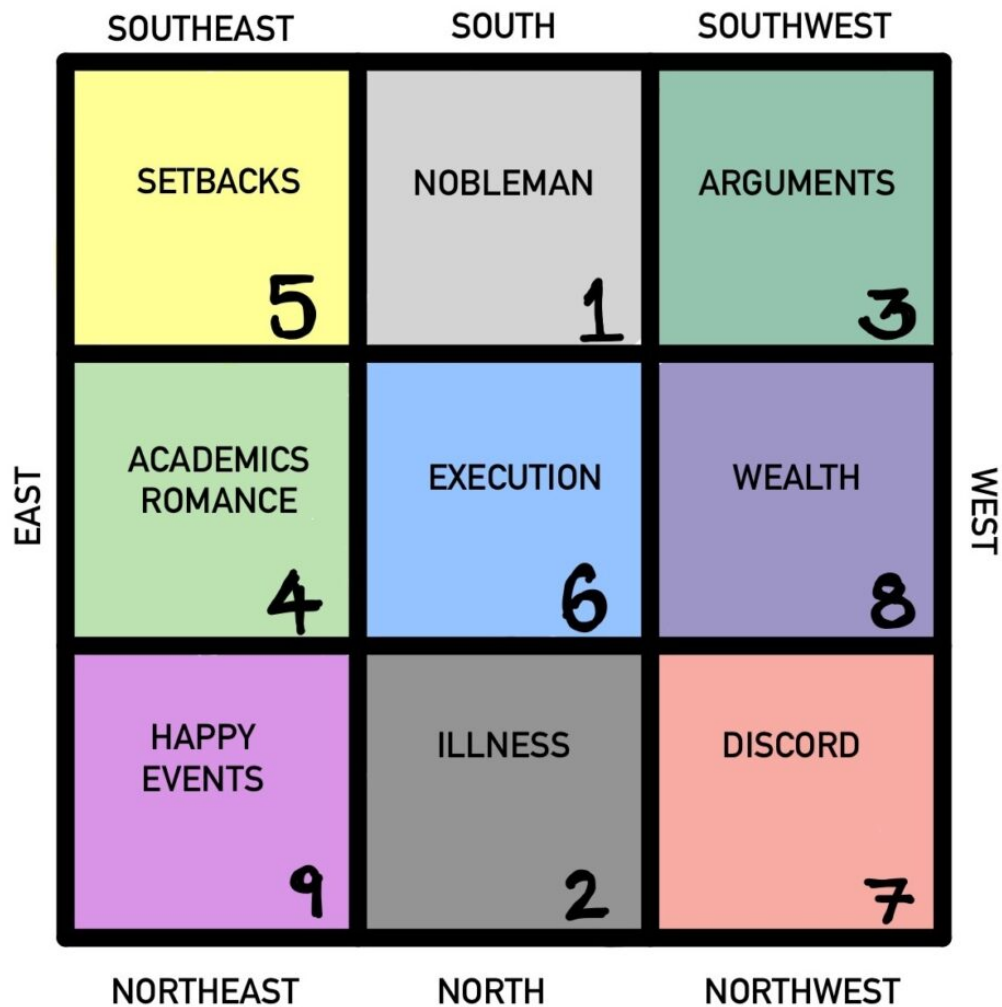 SOUTHEAST SOUTH SOUTHWEST
SETBACKS NOBLEMAN ARGUMENTS
5 1 3
EAST
ACADEMICS
ROMANCE
EXECUTION WEALTH
WEST
4 6 8
HAPPY
EVENTS
ILLNESS DISCORD
9 2 7
NORTHEAST NORTH NORTHWEST